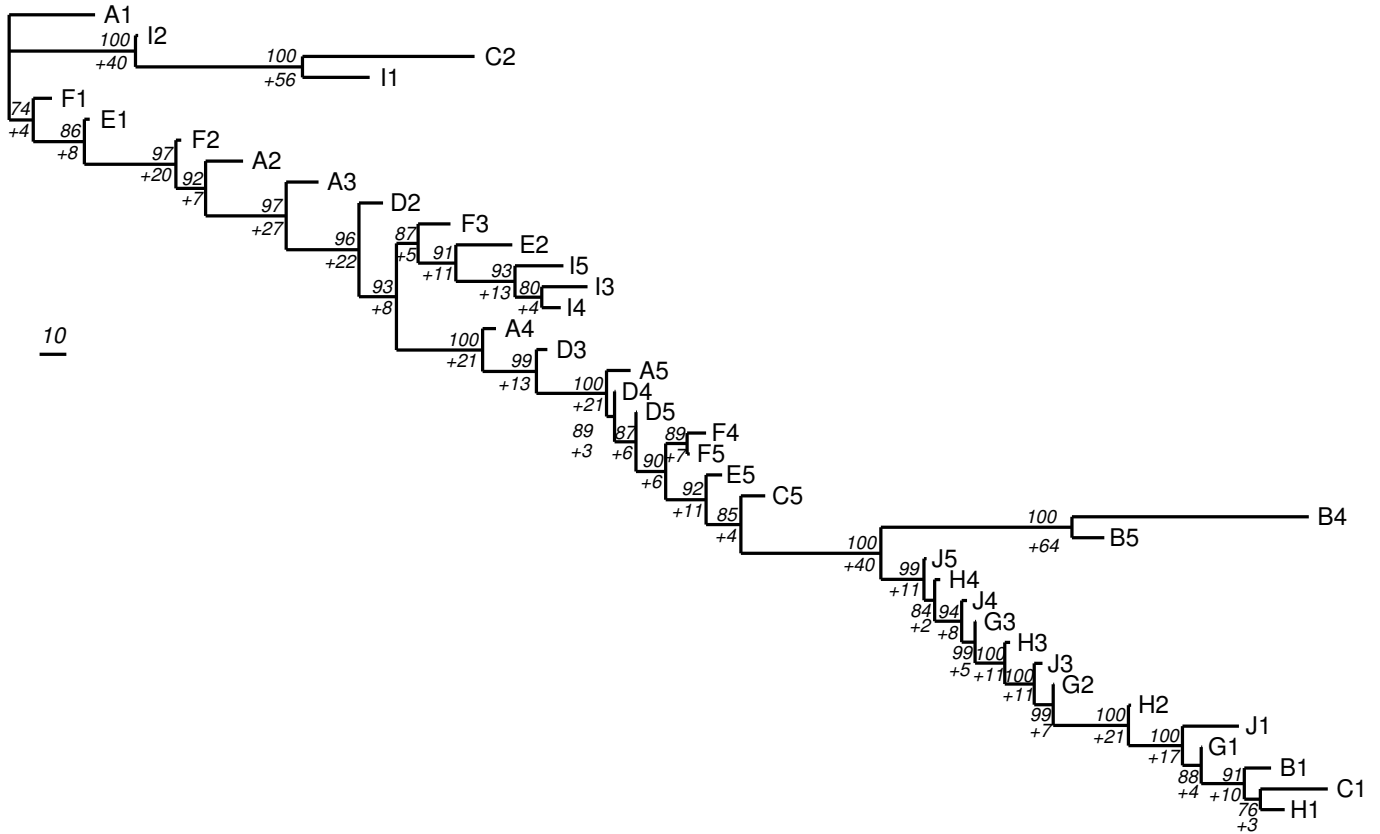 A1
100 I2
+40
100 C2
+56 I1
74 F1
+4
86 E1
+8
97 F2
+20
92 A2
+7
97 A3
+27
96 D2
+22
93
+8
87 F3
+5
91 E2
+11
93 I5
+13
80 I3
+4 I4
10
100 A4
+21
99 D3
+13
100 A5
+21
D4
89
+3
87 D5
+6
90
+6
89 F4
+7 F5
92 E5
+11
85 C5
+4
100
+40
100 B4
+64 B5
99 J5
+11
84 H4
+2
94 J4
+8
99 G3
+5
100 H3
+11
100 J3
+11
99 G2
+7
100 H2
+21
100 J1
+17
88 G1
+4
91 B1
+10
76 C1
+3 H1